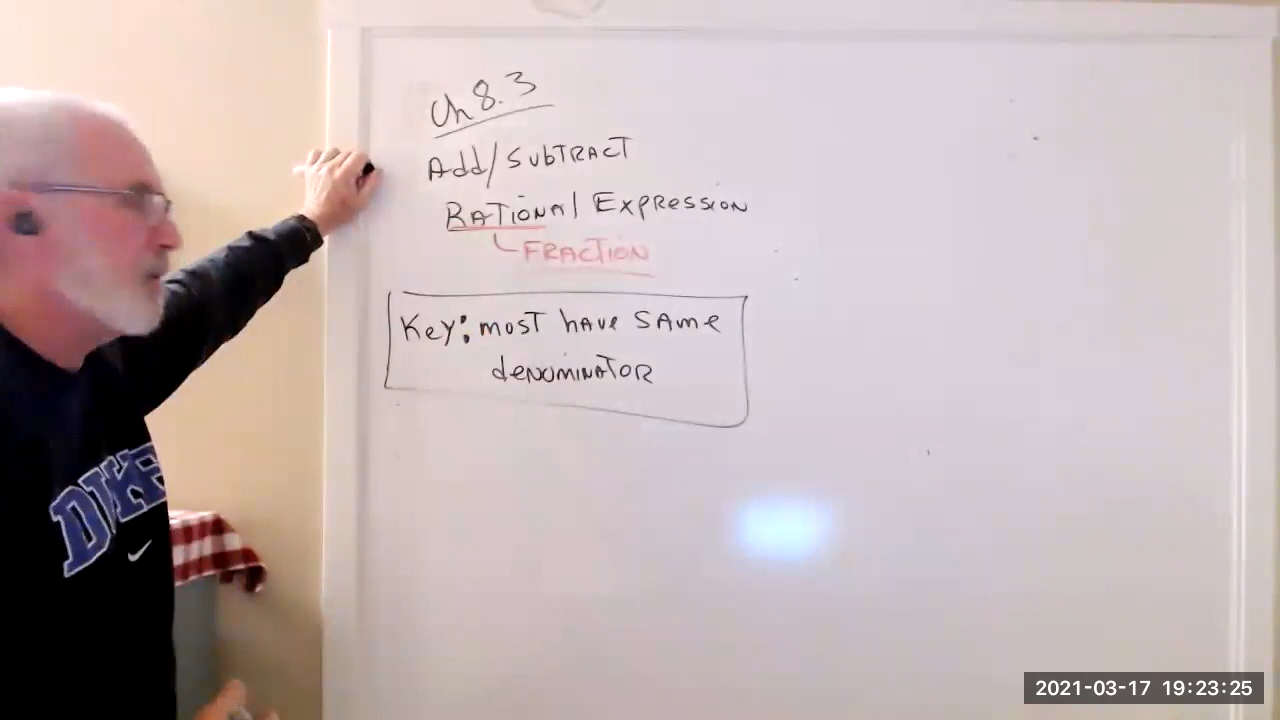 Ch 8.3
Add/SubTRACT
RATional Expression
FRACTION
Key: must have same
denominator
DUKE
2021-03-17 19:23:25